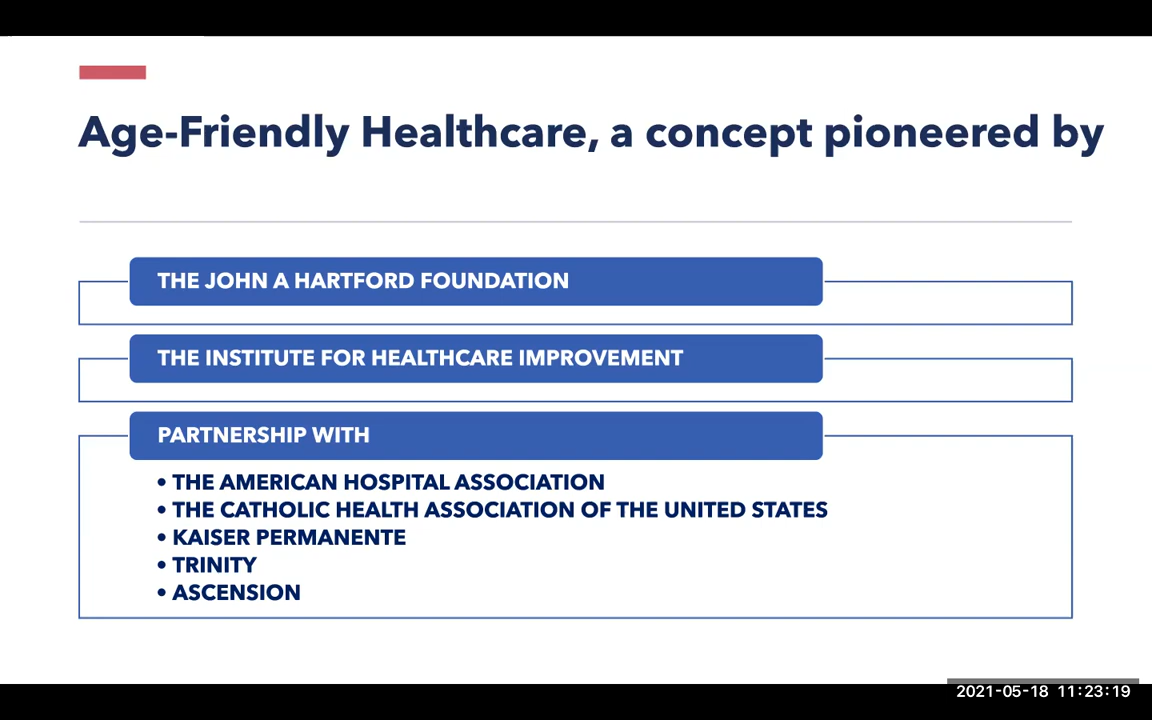 Age-Friendly Healthcare, a concept pioneered by
THE JOHN A HARTFORD FOUNDATION
THE INSTITUTE FOR HEALTHCARE IMPROVEMENT
PARTNERSHIP WITH
• THE AMERICAN HOSPITAL ASSOCIATION
• THE CATHOLIC HEALTH ASSOCIATION OF THE UNITED STATES
• KAISER PERMANENTE
• TRINITY
• ASCENSION
2021-05-18 11:23:19